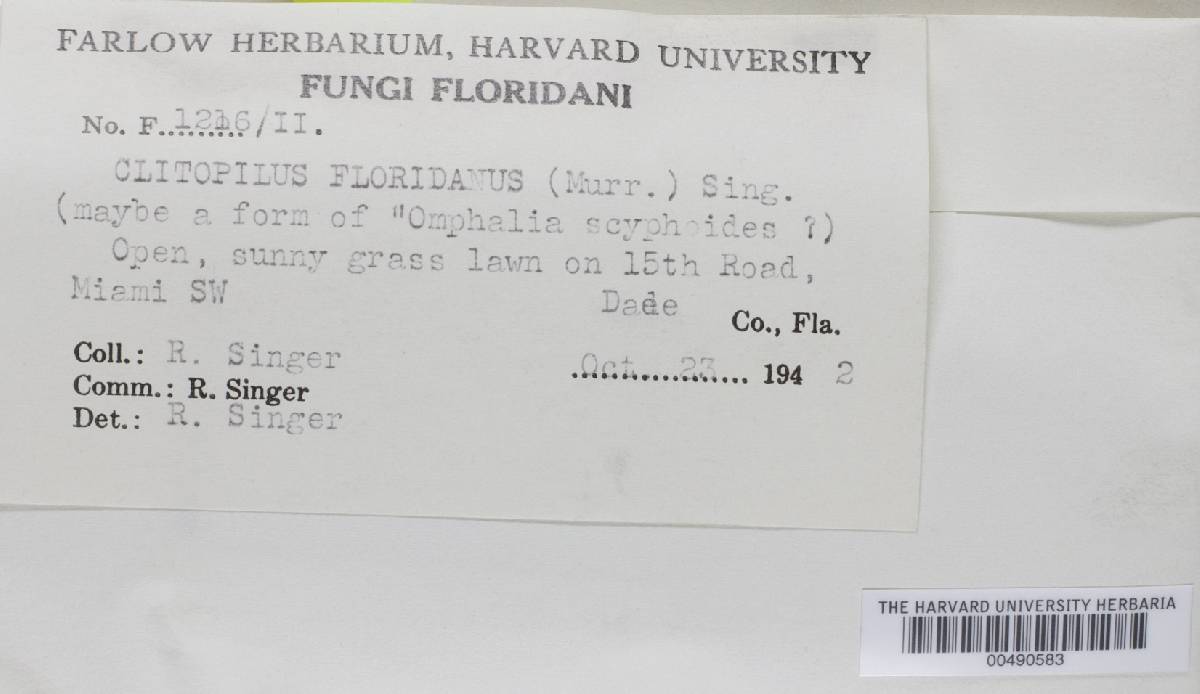 FARLOW HERBARIUM, HARVARD UNIVERSITY
FUNGI FLORIDANI
No. F. /II.
CLITOPILUS FLORIDANUS (Murr.) Sing.
(maybe a form of "Omphalia scyphoides ?)
Open, sunny grass lawn on 15th Road,
Miami SW
Dade Co., Fla.
Coll.: R. Singer
Oct. 23 194 2
Comm.: R. Singer
Det.: R. Singer
THE HARVARD UNIVERSITY HERBARIA
00490583